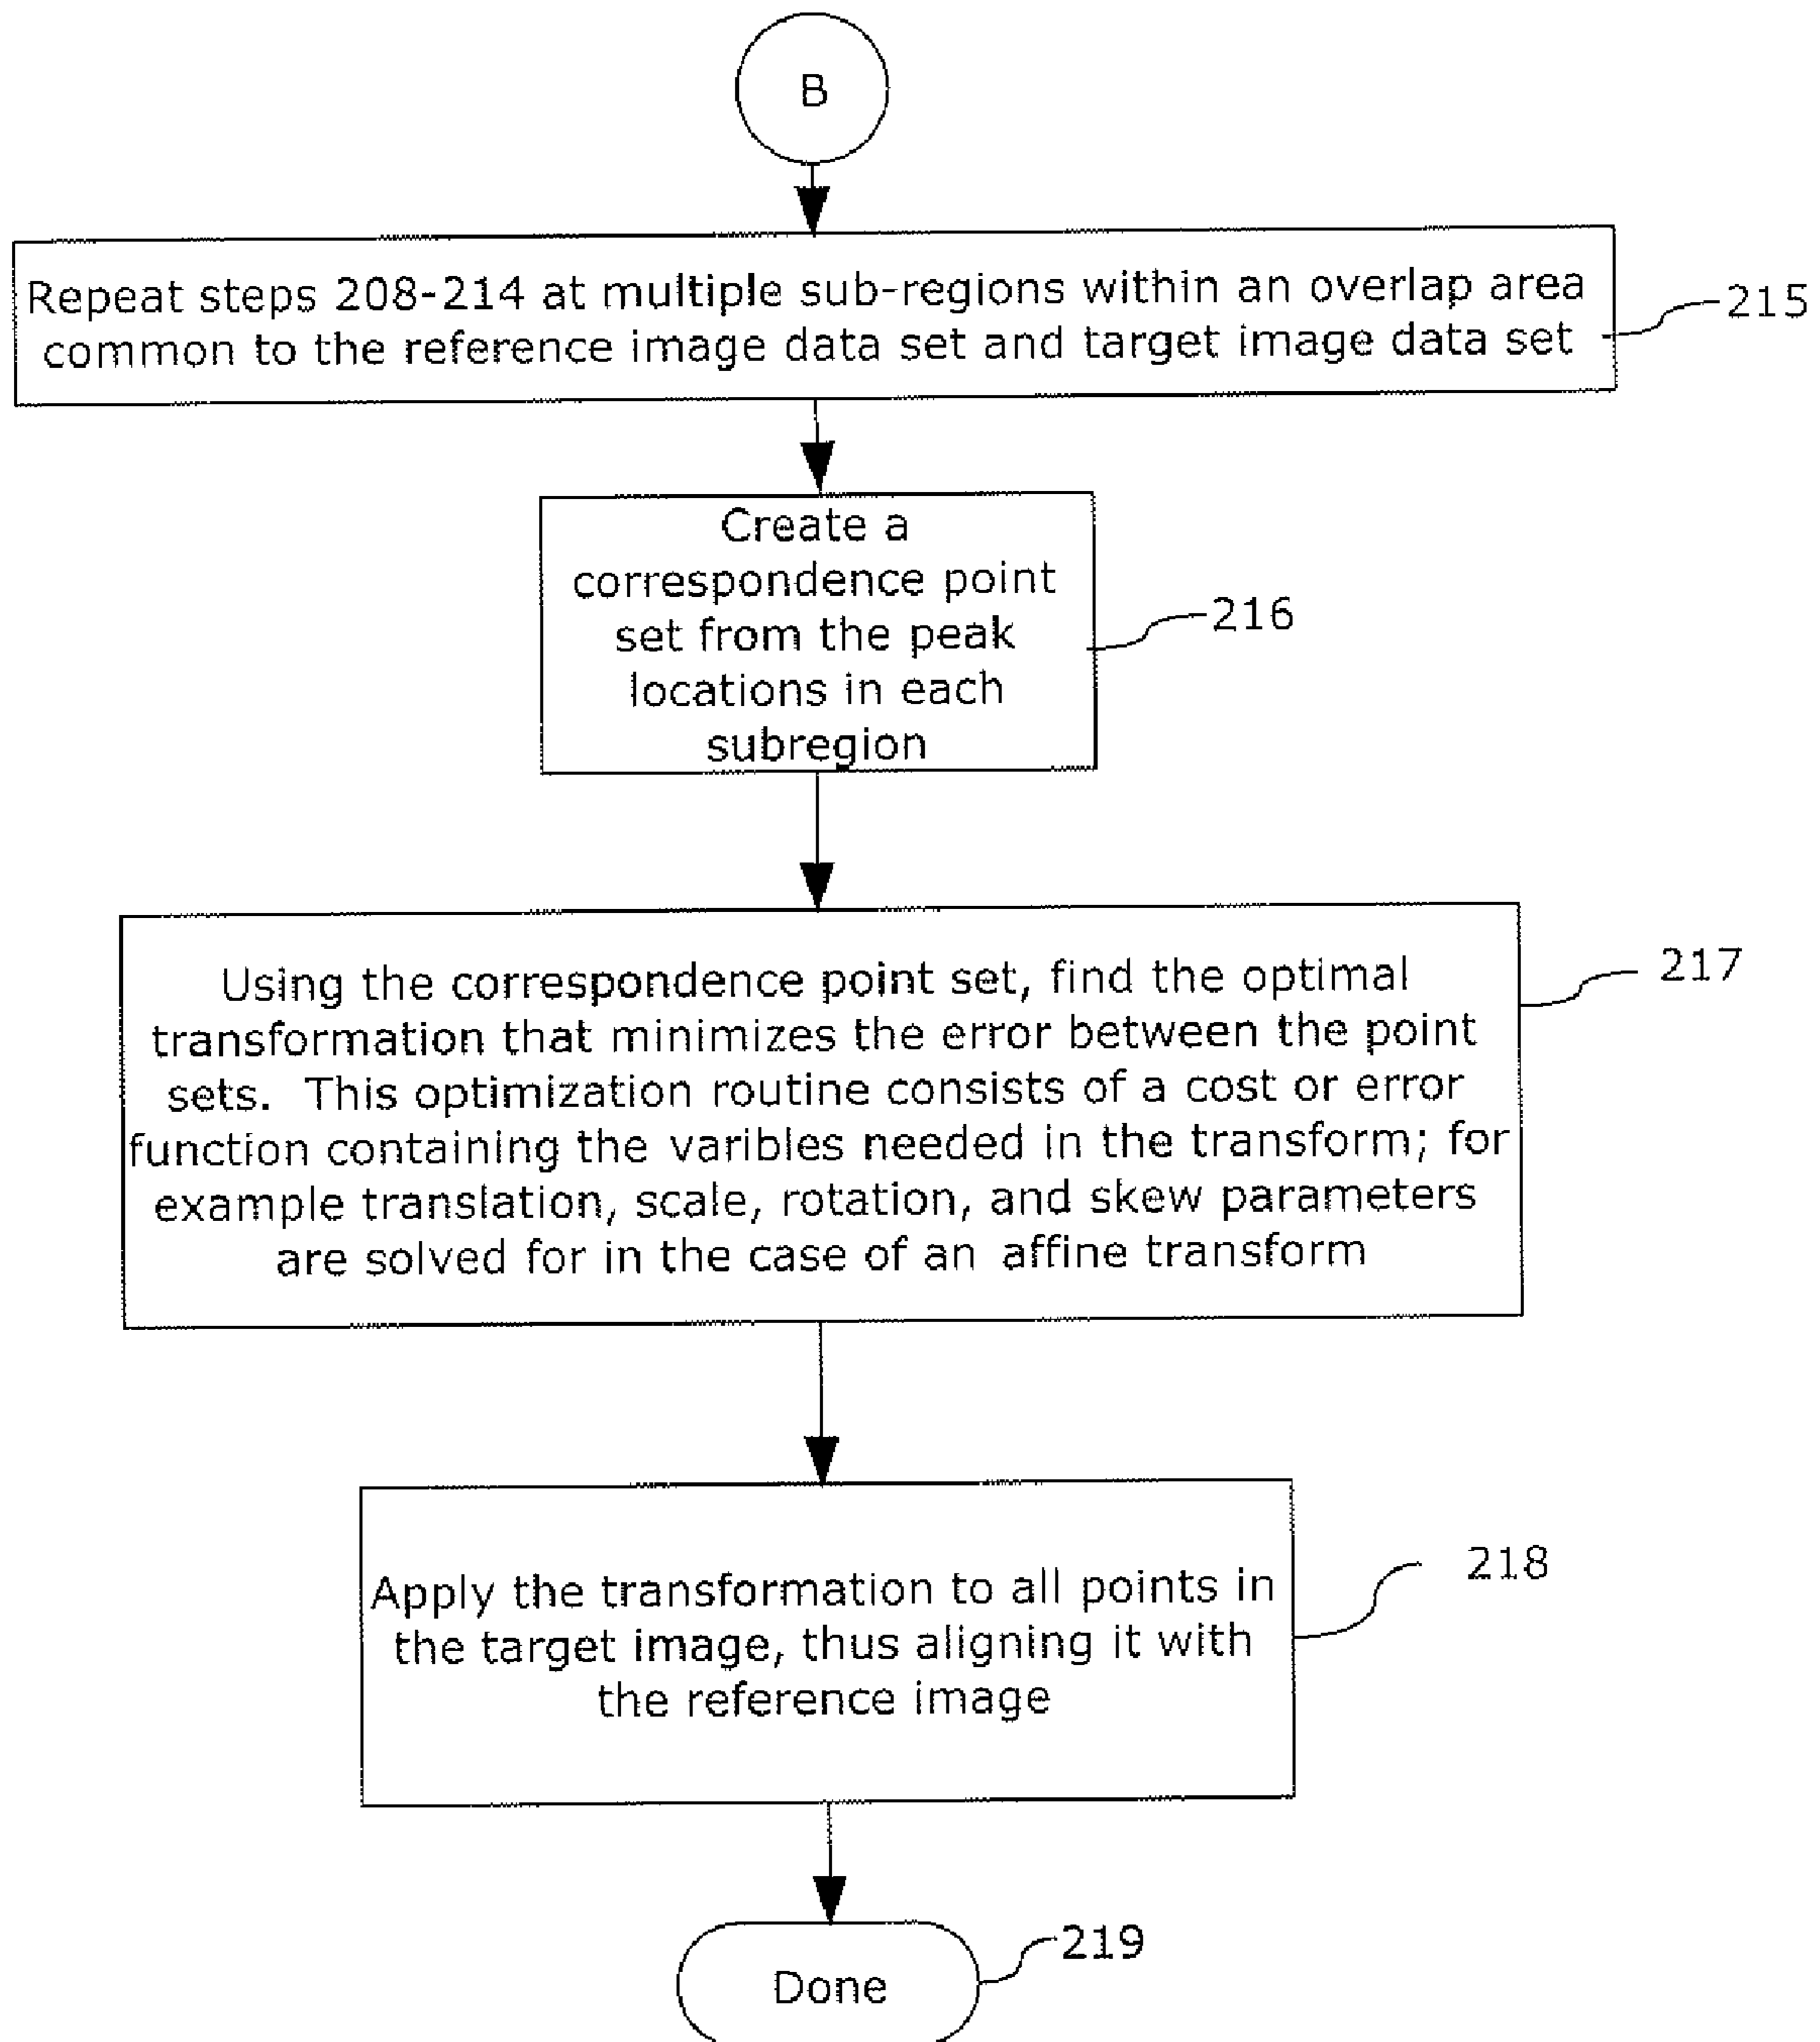 B
Repeat steps 208-214 at multiple sub-regions within an overlap area
common to the reference image data set and target image data set
215
Create a
correspondence point
set from the peak
locations in each
subregion
216
Using the correspondence point set, find the optimal
transformation that minimizes the error between the point
sets. This optimization routine consists of a cost or error
function containing the varibles needed in the transform; for
example translation, scale, rotation, and skew parameters
are solved for in the case of an affine transform
217
Apply the transformation to all points in
the target image, thus aligning it with
the reference image
218
Done
219